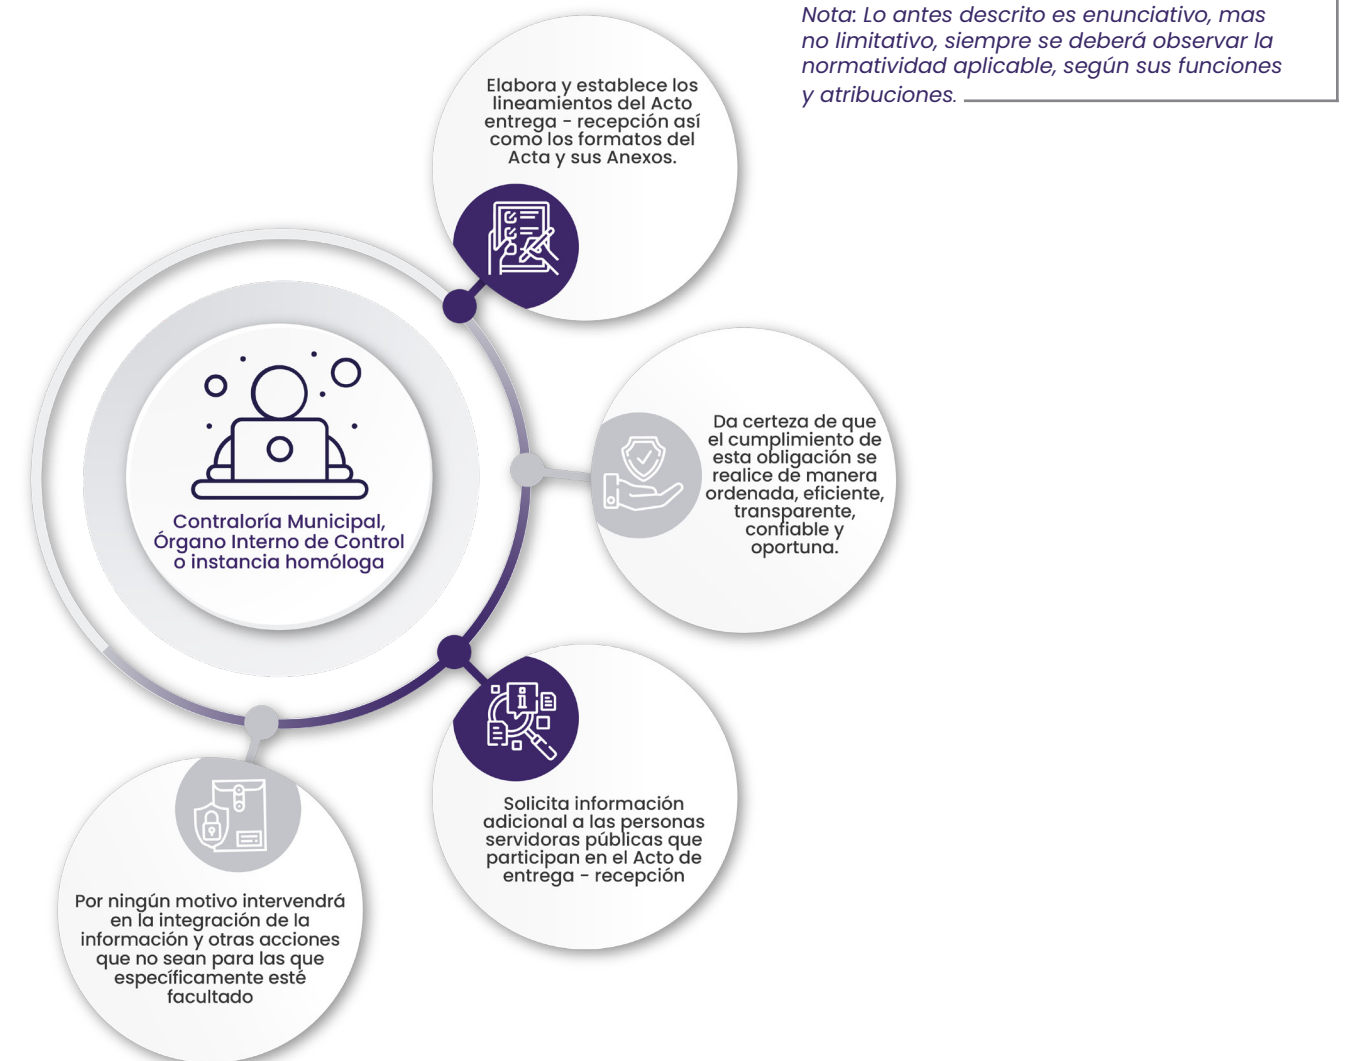 Nota: Lo antes descrito es enunciativo, mas
no limitativo, siempre se deberá observar la
normatividad aplicable, según sus funciones
y atribuciones.
Elabora y establece los
lineamientos del Acto
entrega - recepción así
como los formatos del
Acta y sus Anexos.
Contraloría Municipal,
Órgano Interno de Control
o instancia homóloga
Da certeza de que
el cumplimiento de
esta obligación se
realice de manera
ordenada, eficiente,
transparente,
confiable y
oportuna.
Solicita información
adicional a las personas
servidoras públicas que
participan en el Acto de
entrega - recepción
Por ningún motivo intervendrá
en la integración de la
información y otras acciones
que no sean para las que
específicamente esté
facultado